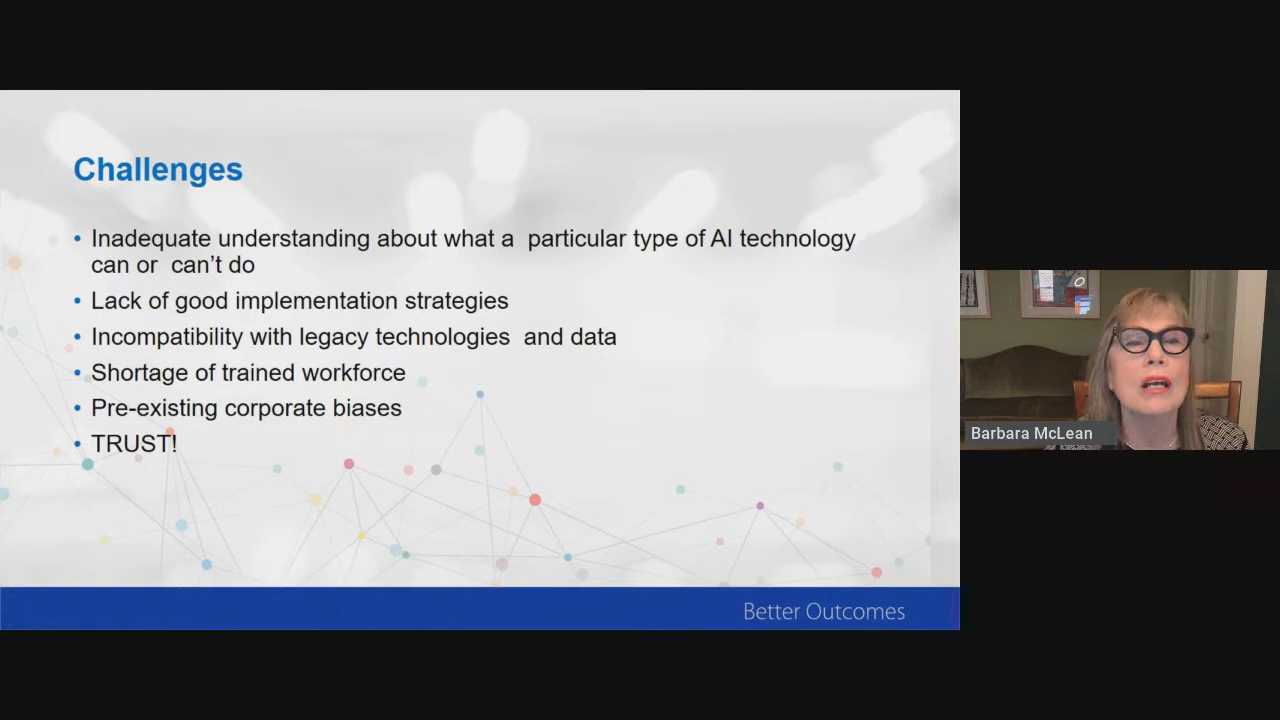 Challenges
• Inadequate understanding about what a  particular type of AI technology
can or  can’t do
• Lack of good implementation strategies
• Incompatibility with legacy technologies  and data
• Shortage of trained workforce
• Pre-existing corporate biases
• TRUST!
Better Outcomes
Barbara McLean